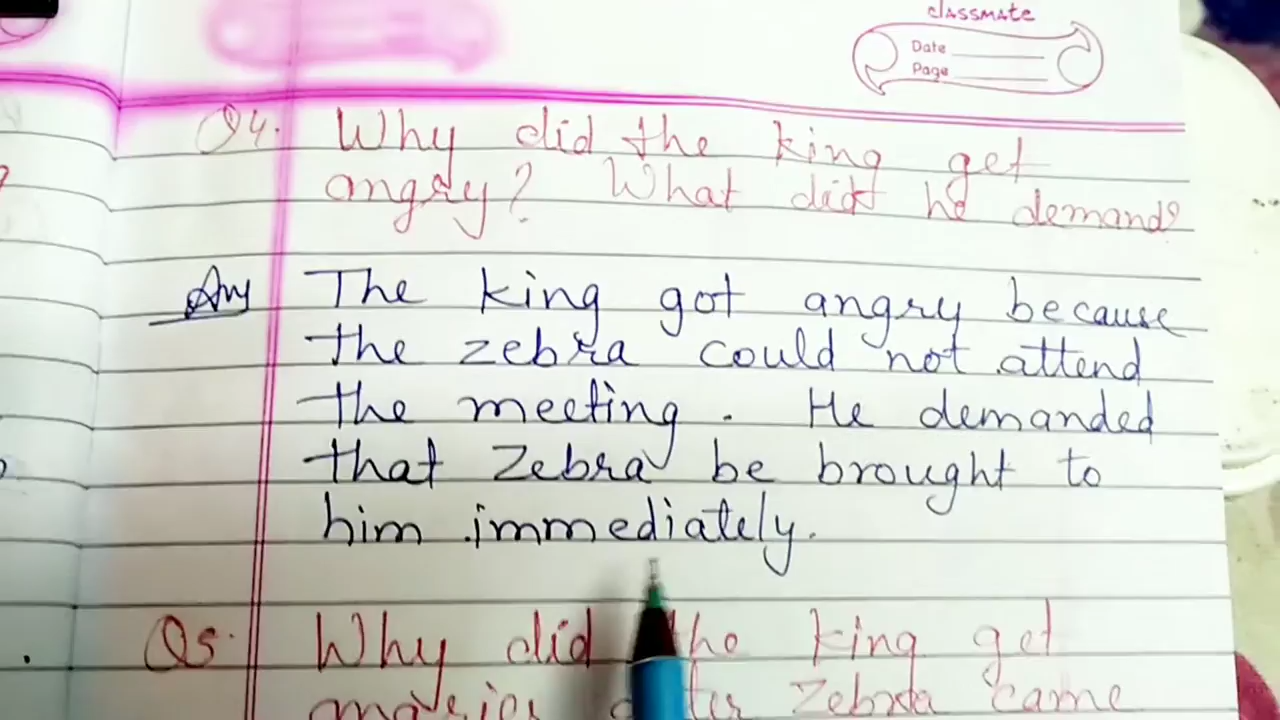 classmate
Date
Page
Q4. Why did the king get
angry? What did he demand?
Ans The king got angry because
the zebra could not attend
the meeting. He demanded
that Zebra be brought to
him immediately.
Q5. Why did the king get
angrier after Zebra came